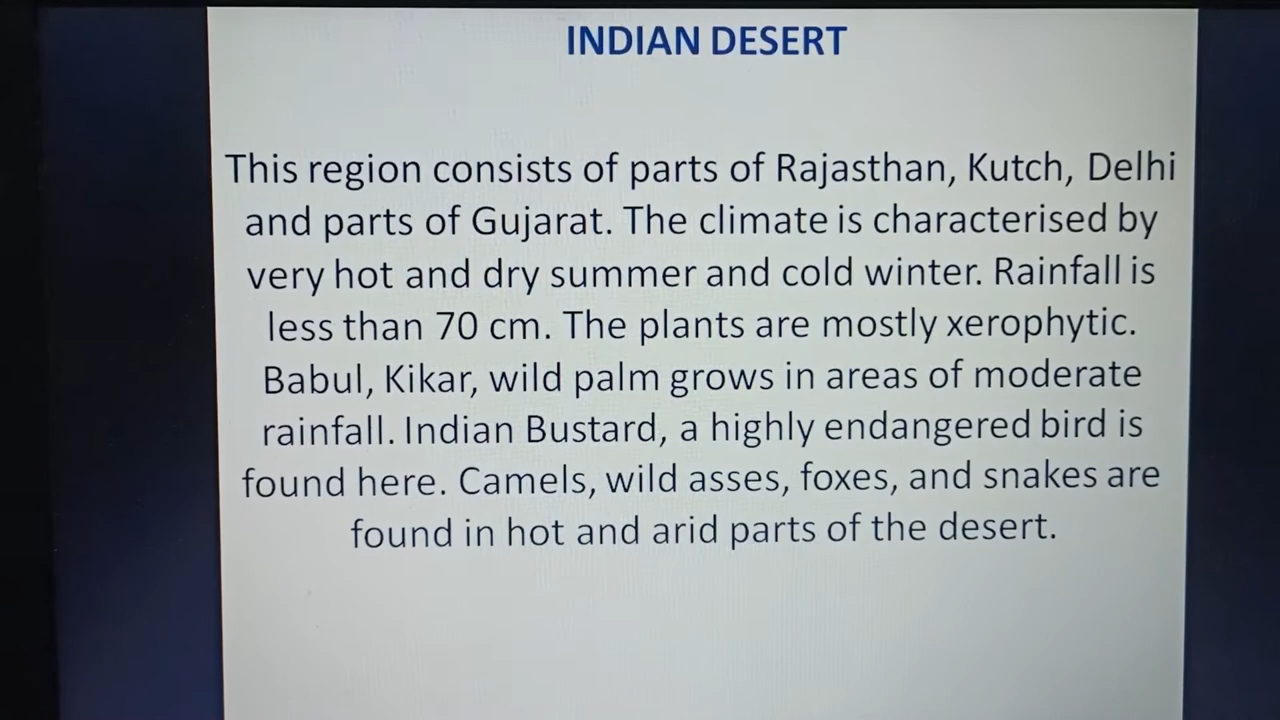 INDIAN DESERT
This region consists of parts of Rajasthan, Kutch, Delhi
and parts of Gujarat. The climate is characterised by
very hot and dry summer and cold winter. Rainfall is
less than 70 cm. The plants are mostly xerophytic.
Babul, Kikar, wild palm grows in areas of moderate
rainfall. Indian Bustard, a highly endangered bird is
found here. Camels, wild asses, foxes, and snakes are
found in hot and arid parts of the desert.